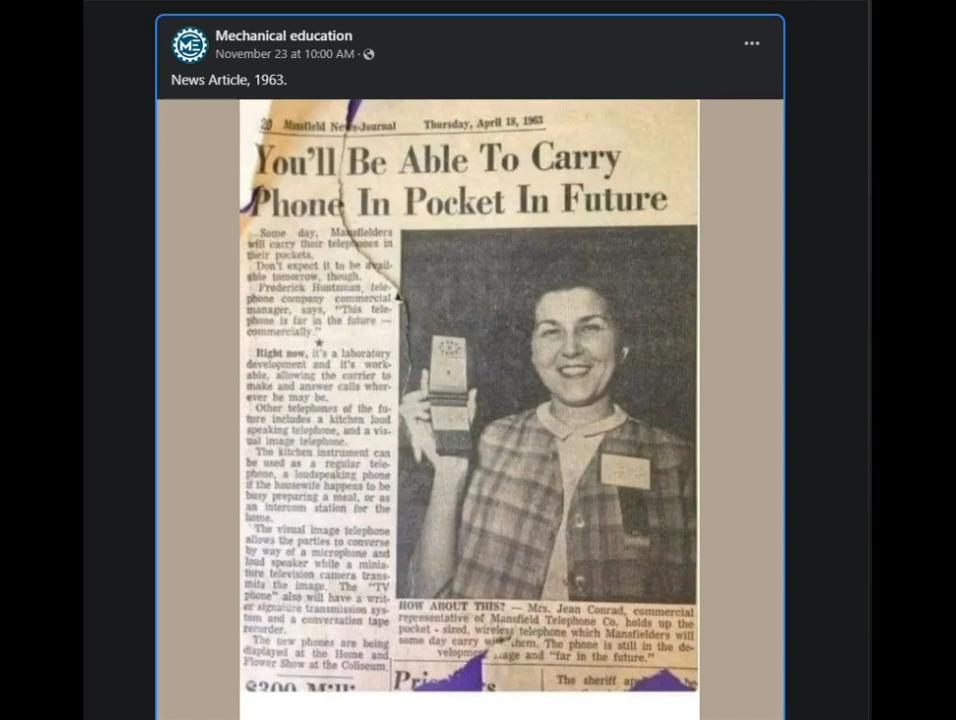 Mechanical education
November 23 at 10:00 AM ·
News Article, 1963.
20 Mansfield News-Journal Thursday, April 18, 1963
You'll Be Able To Carry
Phone In Pocket In Future
Some day, Mansfielders
will carry their telephones in
their pockets.
Don't expect it to be avail-
able tomorrow, though.
Frederick Huntsman, tele-
phone company commercial
manager, says, "This tele-
phone is far in the future —
commercially."
★
Right now, it's a laboratory
development and it's work-
able, allowing the carrier to
make and answer calls wher-
ever he may be.
Other telephones of the fu-
ture includes a kitchen loud
speaking telephone, and a vis-
ual image telephone.
The kitchen instrument can
be used as a regular tele-
phone, a loudspeaking phone
if the housewife happens to be
busy preparing a meal, or as
an intercom station for the
home.
The visual image telephone
allows the parties to converse
by way of a microphone and
loud speaker while a minia-
ture television camera trans-
mits the image. The "TV
phone" also will have a writ-
er signature transmission sys-
tem and a conversation tape
recorder.
The new phones are being
displayed at the Home and
Flower Show at the Coliseum.
HOW ABOUT THIS? — Mrs. Jean Conrad, commercial
representative of Mansfield Telephone Co. holds up the
pocket - sized, wireless telephone which Mansfielders will
some day carry with them. The phone is still in the de-
velopment stage and "far in the future."
$200
The sheriff